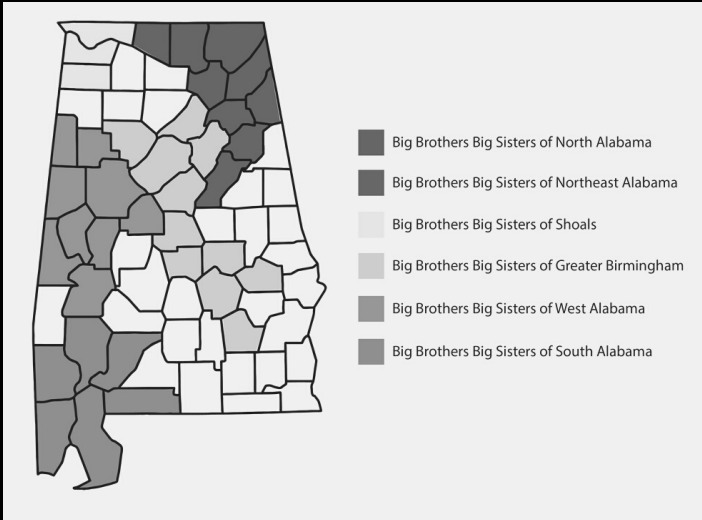 Big Brothers Big Sisters of North Alabama
Big Brothers Big Sisters of Northeast Alabama
Big Brothers Big Sisters of Shoals
Big Brothers Big Sisters of Greater Birmingham
Big Brothers Big Sisters of West Alabama
Big Brothers Big Sisters of South Alabama